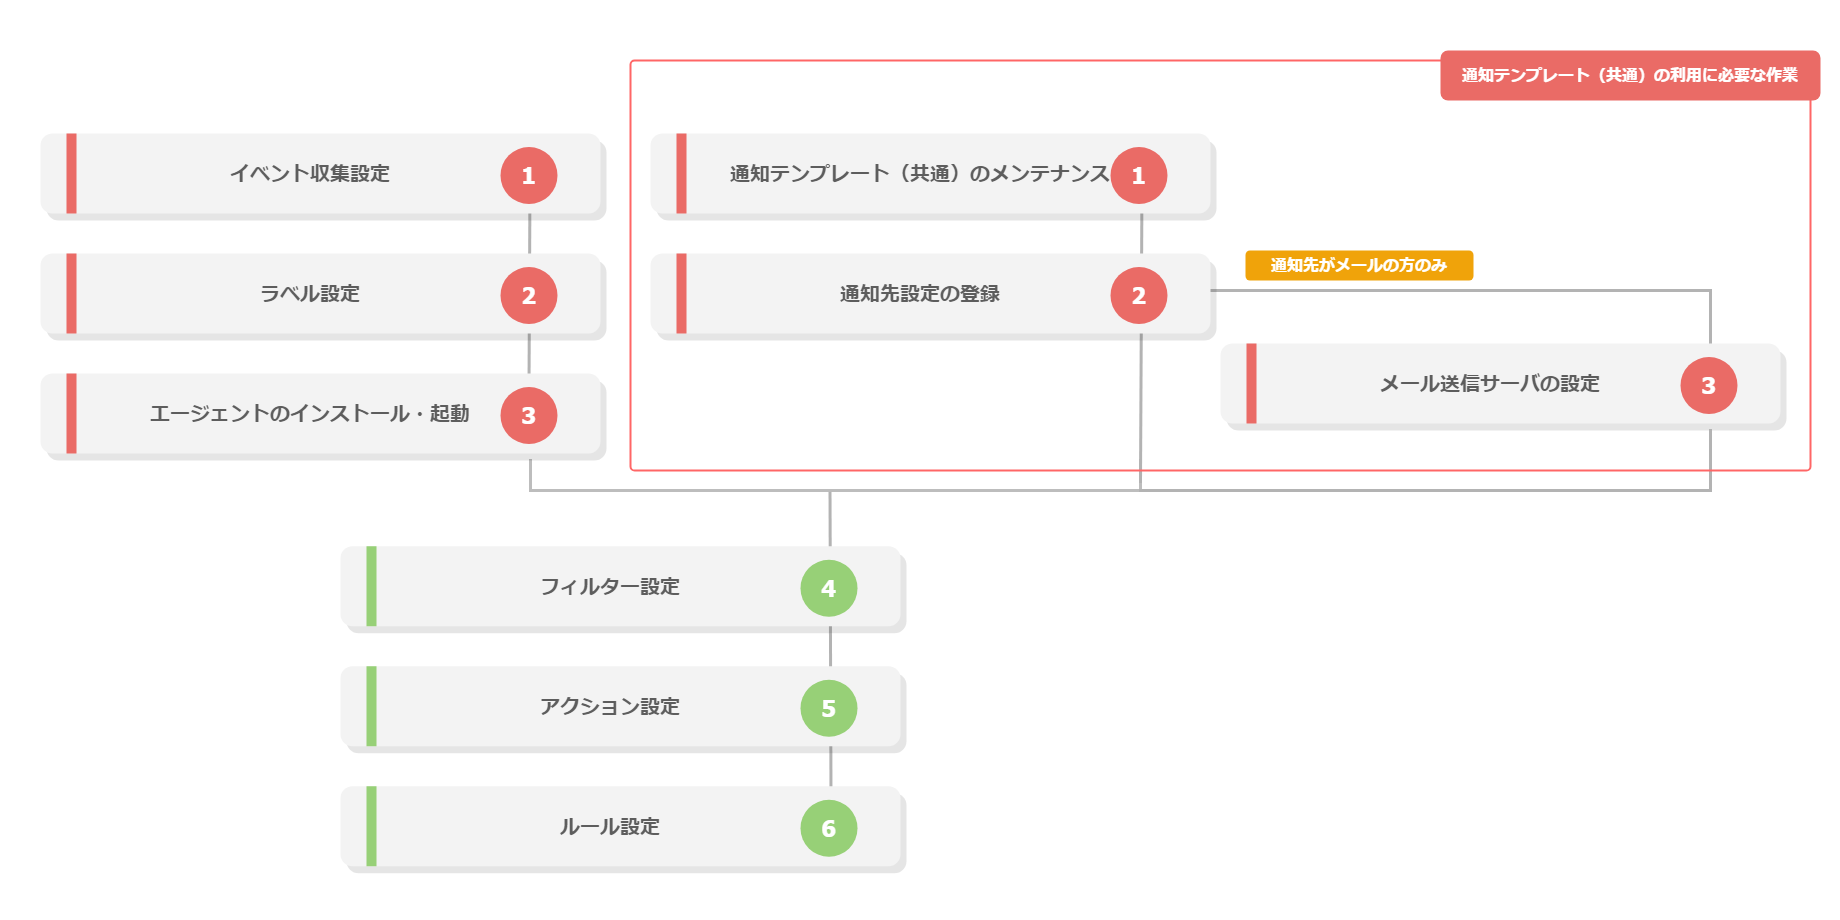 通知テンプレート（共通）の利用に必要な作業
イベント収集設定
1
ラベル設定
2
エージェントのインストール・起動
3
通知テンプレート（共通）のメンテナンス
1
通知先設定の登録
2
通知先がメールの方のみ
メール送信サーバの設定
3
フィルター設定
4
アクション設定
5
ルール設定
6